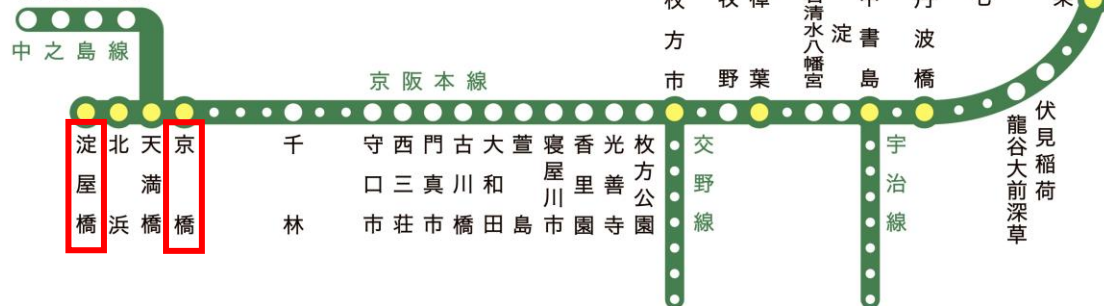 中之島線
京阪本線
淀屋橋
北浜
天満橋
京橋
千林
守口市
西三荘
門真市
古川橋
大和田
萱島
寝屋川市
香里園
光善寺
枚方公園
枚方市
交野線
牧野
葉
清水八幡宮
淀
書島
宇治線
丹波橋
龍谷大前深草
伏見稲荷